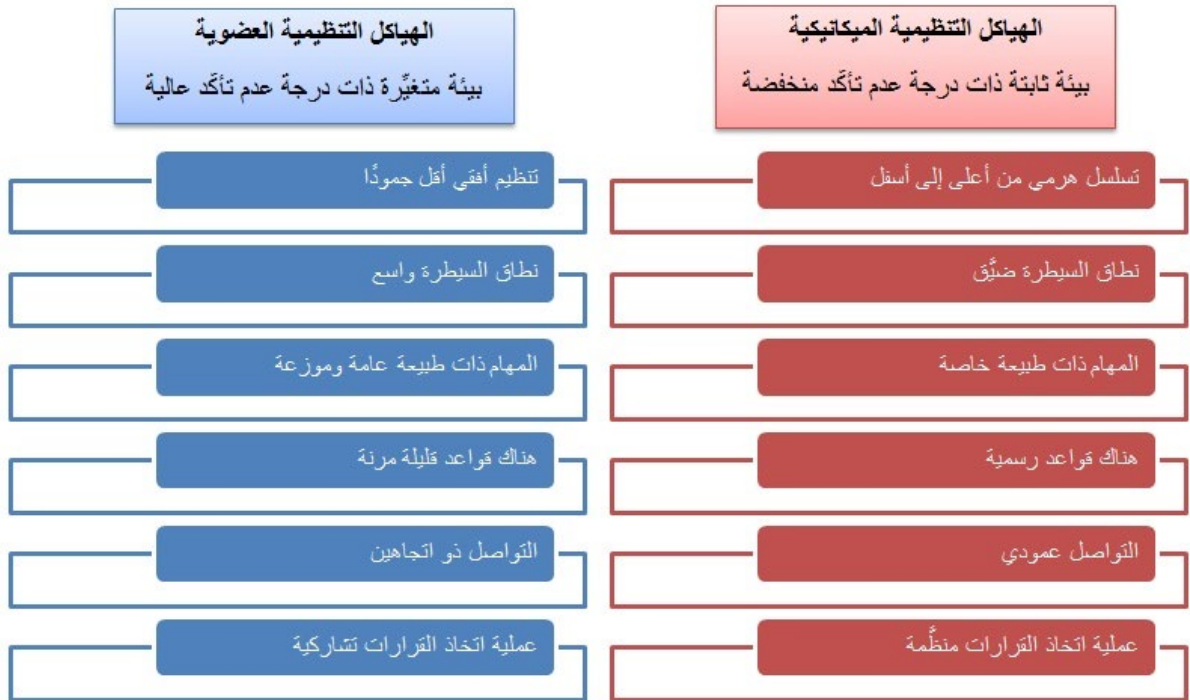 الهياكل التنظيمية الميكانيكية
بيئة ثابتة ذات درجة عدم تأكّد منخفضة
تسلسل هرمي من أعلى إلى أسفل
نطاق السيطرة ضيَّق
المهام ذات طبيعة خاصة
هناك قواعد رسمية
التواصل عمودي
عملية اتخاذ القرارات منظَّمة
الهياكل التنظيمية العضوية
بيئة متغيِّرة ذات درجة عدم تأكّد عالية
تنظيم أفقي أقل جمودًا
نطاق السيطرة واسع
المهام ذات طبيعة عامة وموزعة
هناك قواعد قليلة مرنة
التواصل ذو اتجاهين
عملية اتخاذ القرارات تشاركية